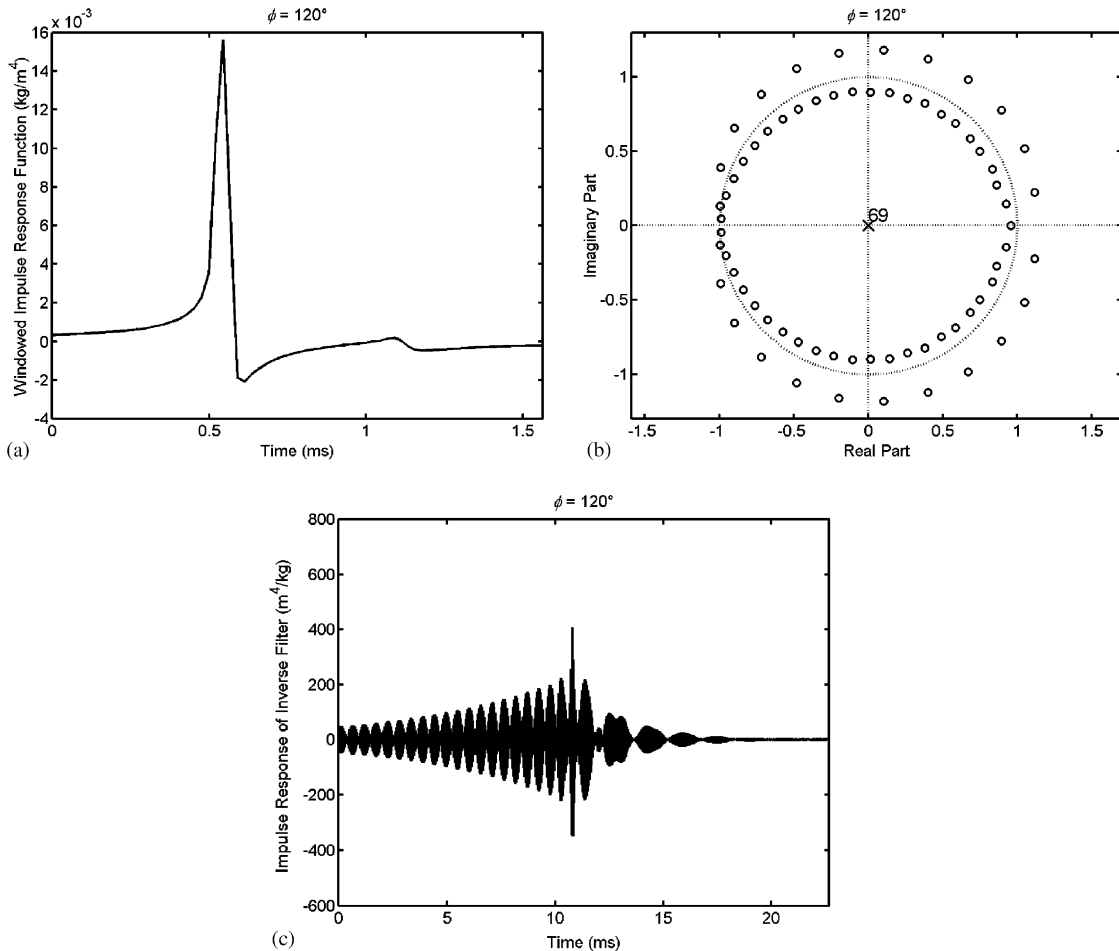 ϕ = 120°
16 x 10⁻³
14
12
10
8
6
4
2
0
-2
-4
0 0.5 1 1.5
Windowed Impulse Response Function (kg/m⁴)
Time (ms)
(a)
ϕ = 120°
1
0.5
0
-0.5
-1
-1.5 -1 -0.5 0 0.5 1 1.5
69
Imaginary Part
Real Part
(b)
ϕ = 120°
800
600
400
200
0
-200
-400
-600
0 5 10 15 20
Impulse Response of Inverse Filter (m⁴/kg)
Time (ms)
(c)